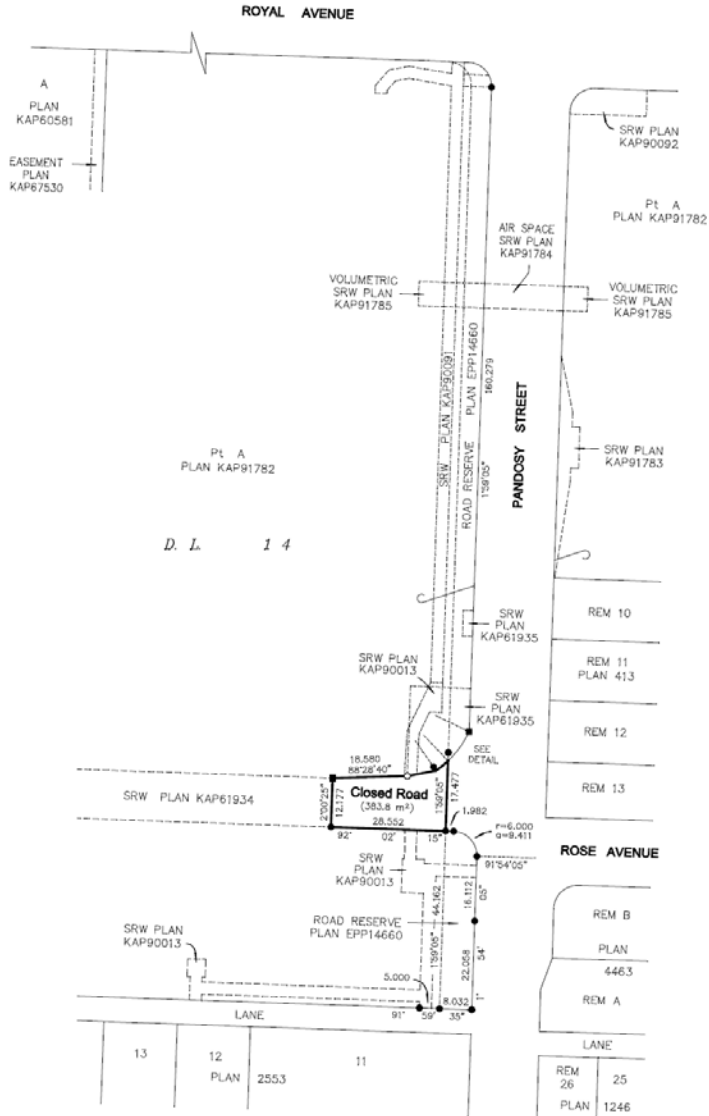 ROYAL AVENUE
A
PLAN
KAP60581
EASEMENT
PLAN
KAP67530
SRW PLAN
KAP90092
Pt A
PLAN KAP91782
AIR SPACE
SRW PLAN
KAP91784
VOLUMETRIC
SRW PLAN
KAP91785
VOLUMETRIC
SRW PLAN
KAP91785
SRW PLAN KAP90091
ROAD RESERVE PLAN EPP14660
160.279
1°59'05"
PANDOSY STREET
SRW PLAN
KAP91783
Pt A
PLAN KAP91782
D. L. 14
SRW
PLAN
KAP61935
REM 10
REM 11
PLAN 413
REM 12
REM 13
SRW PLAN
KAP90013
SRW
PLAN
KAP61935
SEE
DETAIL
18.580
88°28'40"
SRW PLAN KAP61934
2°00'25"
12.177
Closed Road
(383.8 m²)
28.552
92° 02' 15"
1°59'05"
17.477
1.982
r=6.000
a=9.411
91°54'05"
ROSE AVENUE
SRW
PLAN
KAP90013
44.162
1°59'05"
16.112
05"
ROAD RESERVE
PLAN EPP14660
22.058
54'
1°
SRW PLAN
KAP90013
5.000
8.032
91° 59' 35"
REM B
PLAN
4463
REM A
LANE
LANE
13
12
11
PLAN 2553
REM
26
25
PLAN 1246